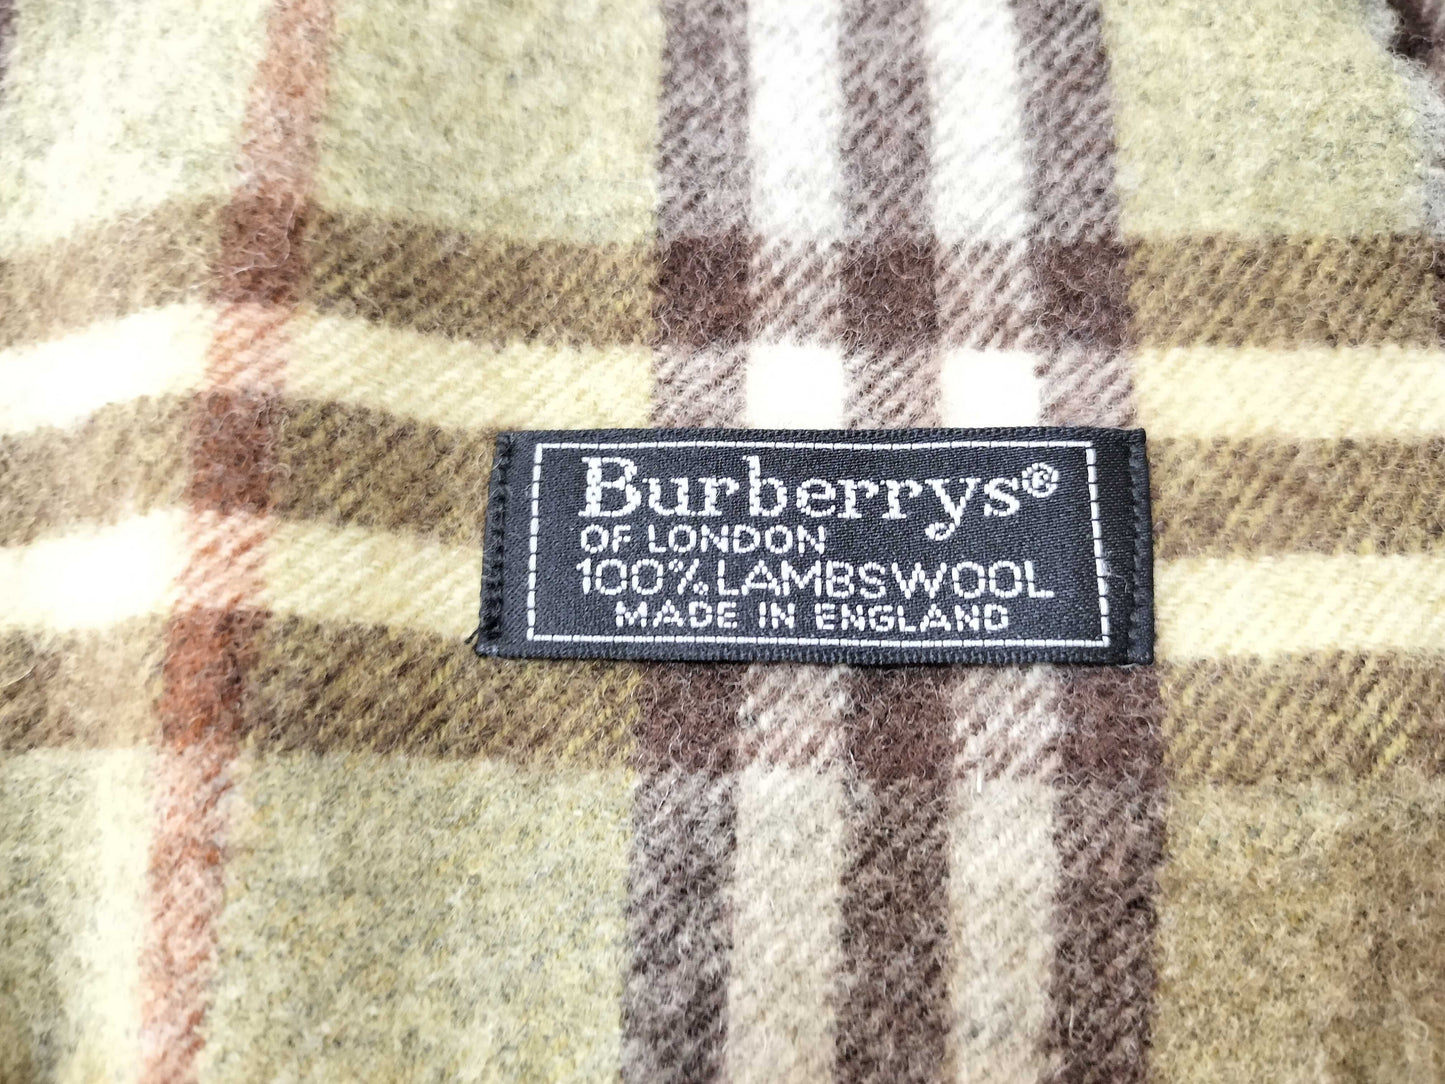 Burberrys®
OF LONDON
100% LAMBSWOOL
MADE IN ENGLAND